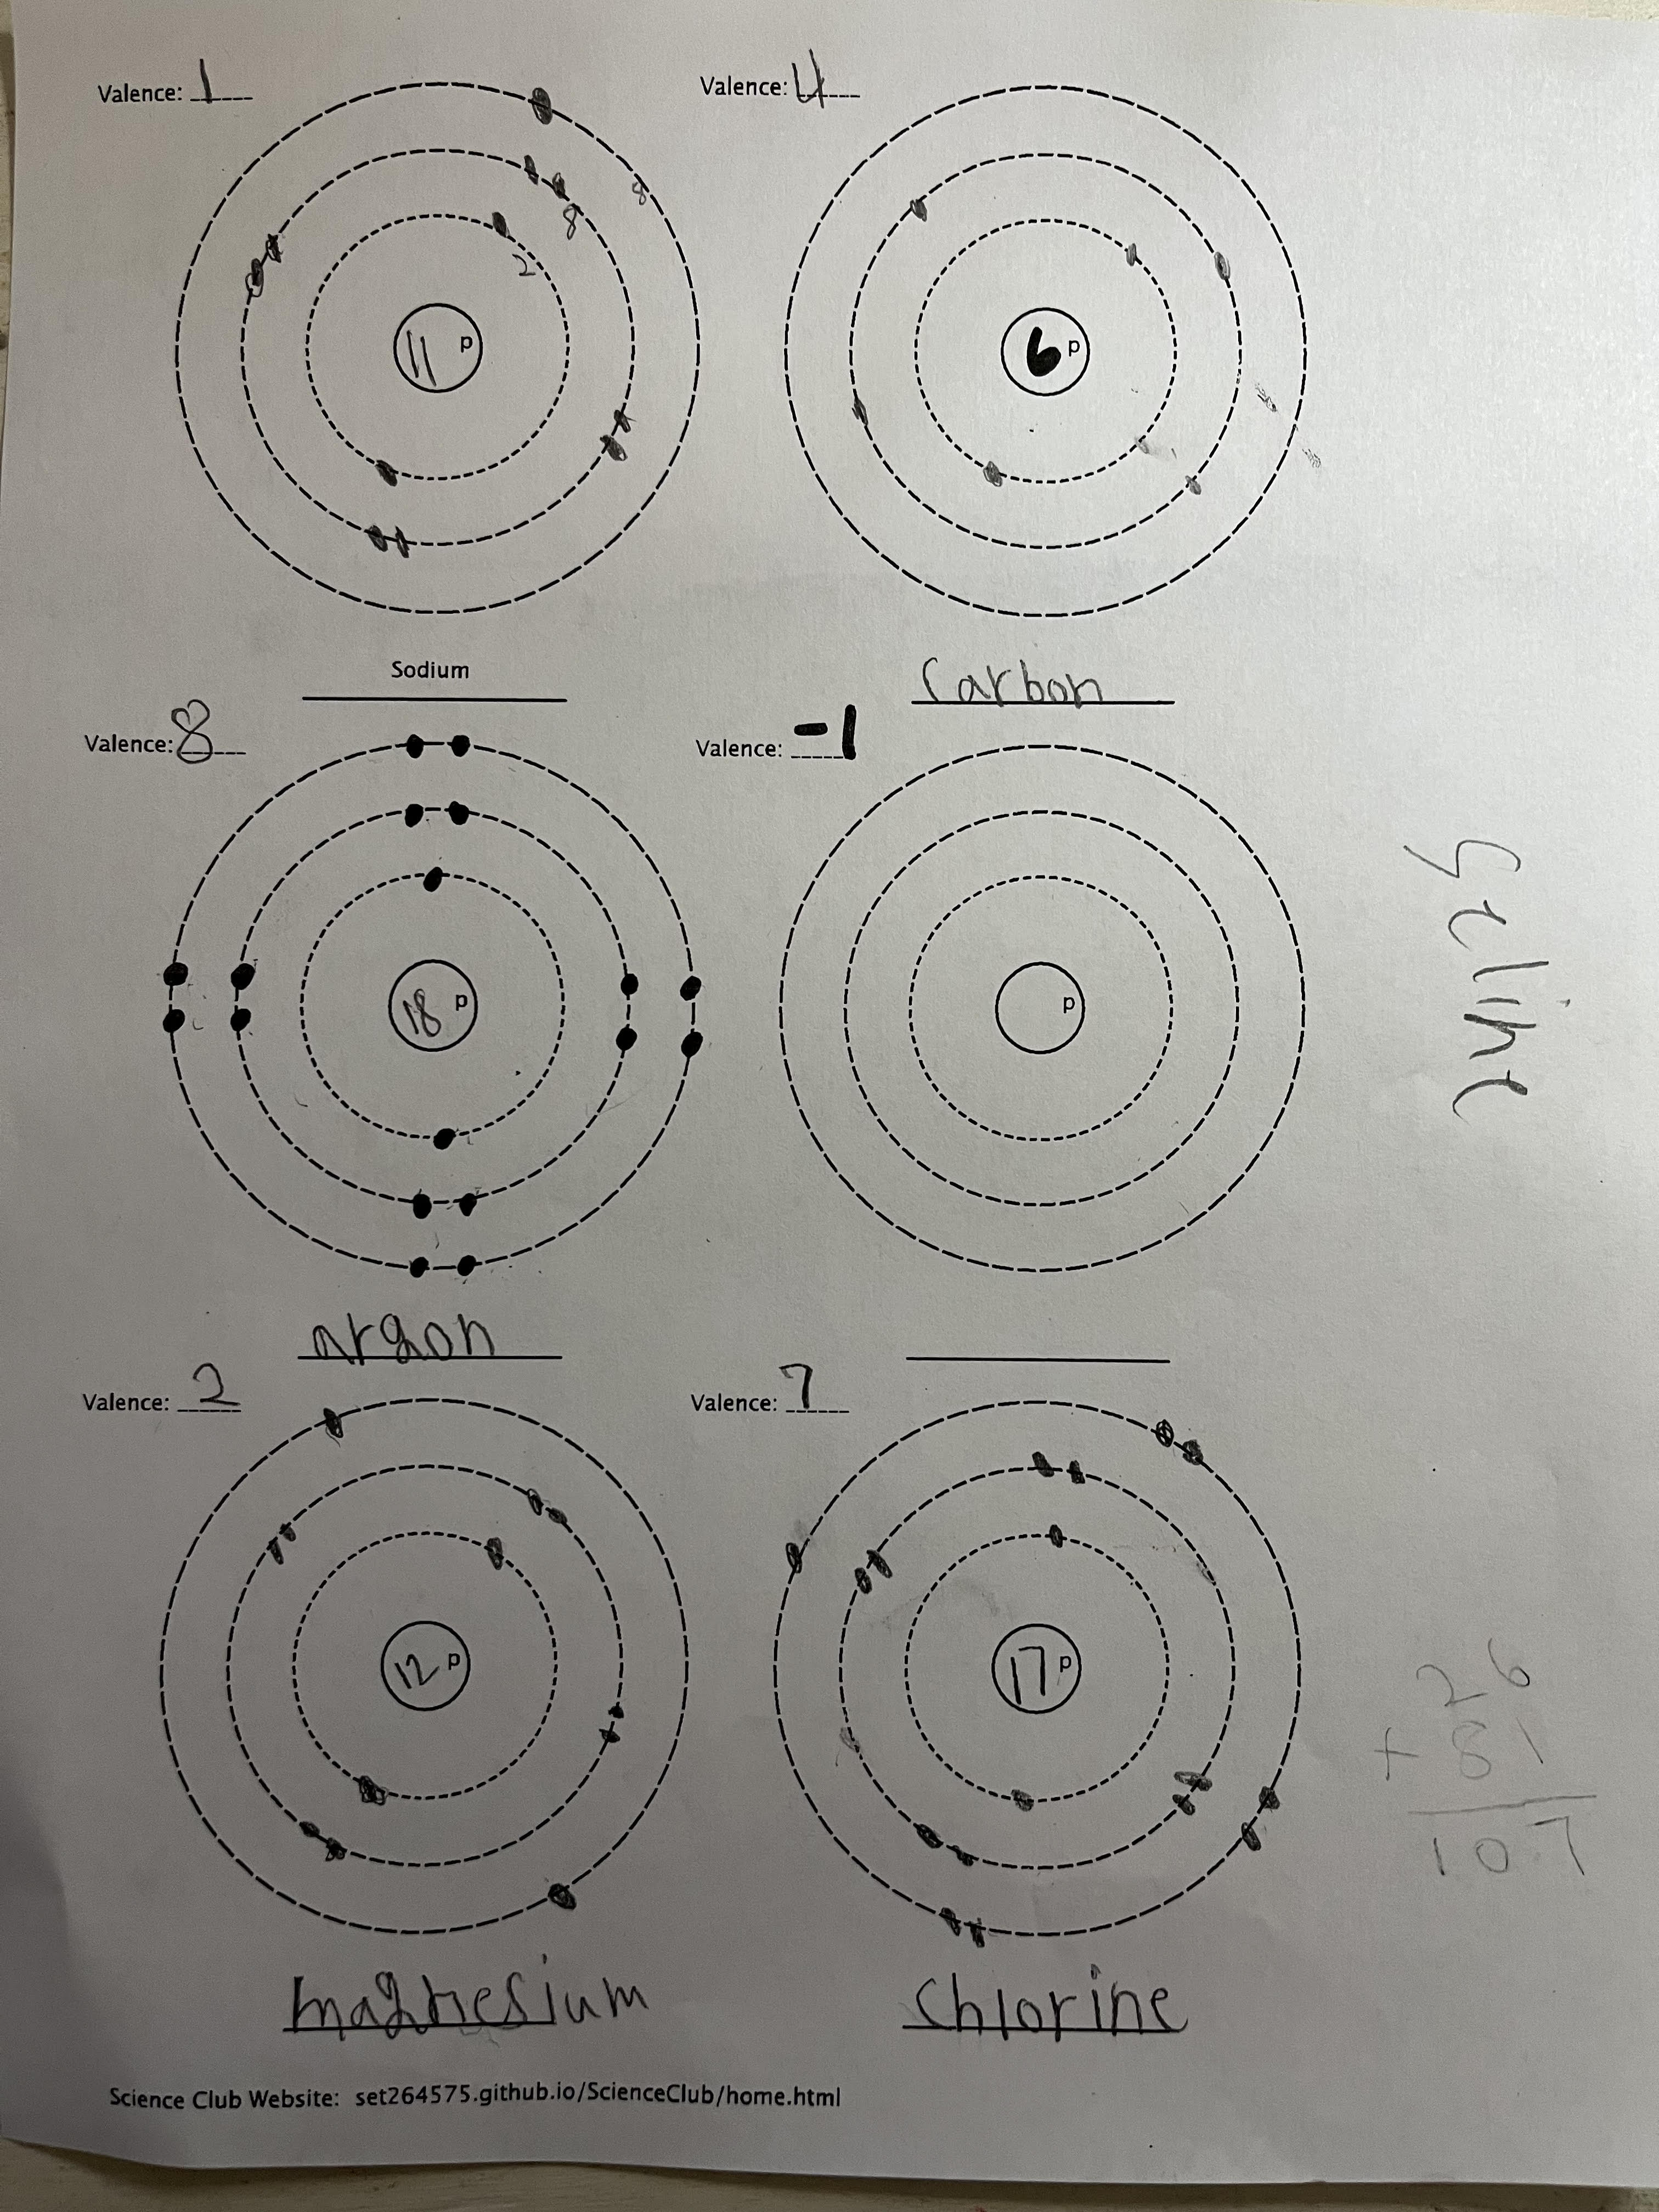 Valence: 1
8
8
2
11 p
Sodium
Valence: 4
6 p
Carbon
Valence: 8
18 p
argon
Valence: -1
p
Valence: 2
12 p
magnesium
Valence: 7
17 p
chlorine
26
+ 81
107
Science Club Website: set264575.github.io/ScienceClub/home.html